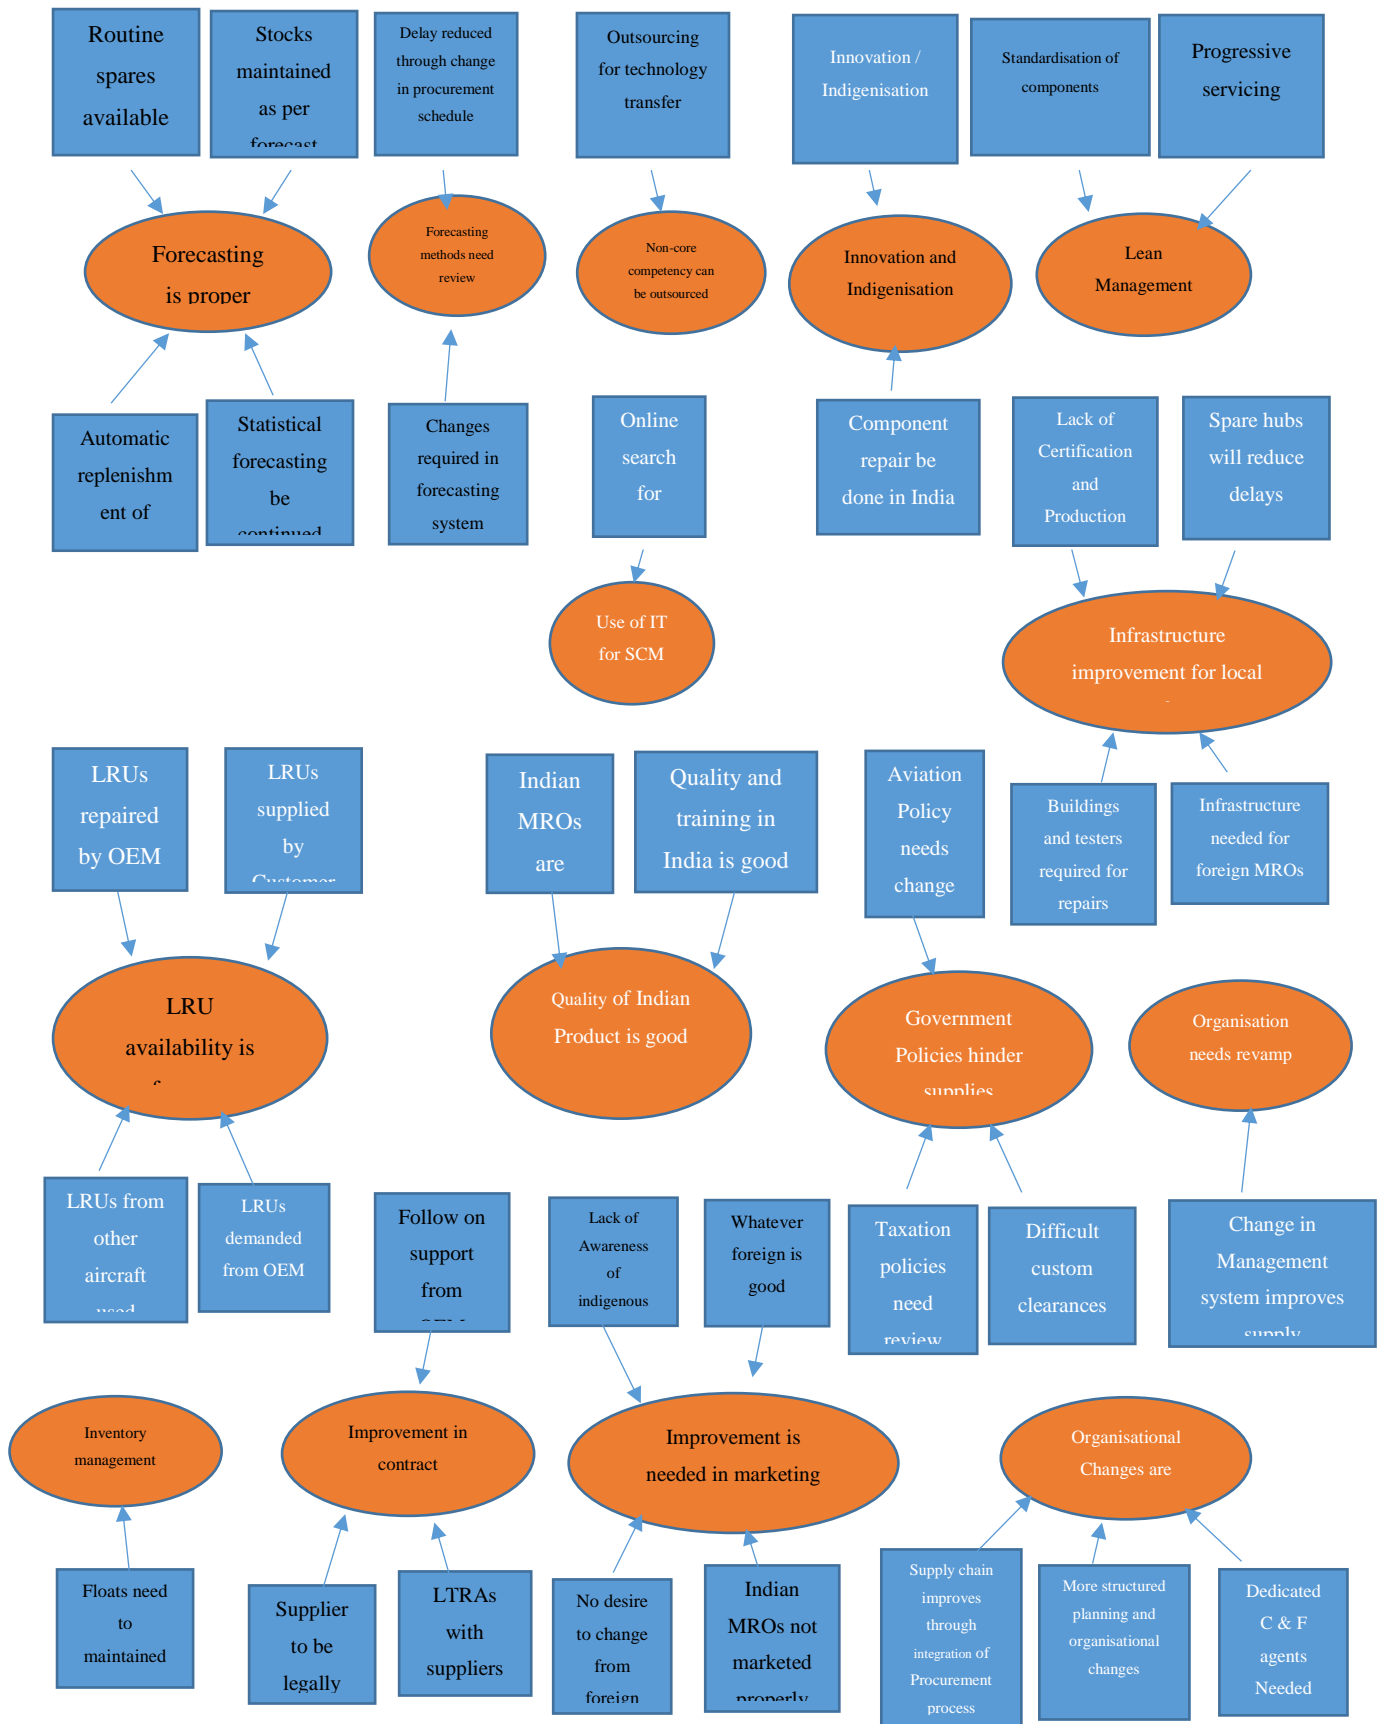 Routine
spares
available
Stocks
maintained
as per
forecast
Delay reduced
through change
in procurement
schedule
Outsourcing
for technology
transfer
Innovation /
Indigenisation
Standardisation of
components
Progressive
servicing
Forecasting
is proper
Forecasting
methods need
review
Non-core
competency can
be outsourced
Innovation and
Indigenisation
Lean
Management
Automatic
replenishm
ent of
Statistical
forecasting
be
continued
Changes
required in
forecasting
system
Online
search
for
Component
repair be
done in India
Lack of
Certification
and
Production
Spare hubs
will reduce
delays
Use of IT
for SCM
Infrastructure
improvement for local
LRUs
repaired
by OEM
LRUs
supplied
by
Customer
Indian
MROs
are
Quality and
training in
India is good
Aviation
Policy
needs
change
Buildings
and testers
required for
repairs
Infrastructure
needed for
foreign MROs
LRU
availability is
Quality of Indian
Product is good
Government
Policies hinder
supplies
Organisation
needs revamp
LRUs from
other
aircraft
used
LRUs
demanded
from OEM
Follow on
support
from
OEM
Lack of
Awareness
of
indigenous
Whatever
foreign is
good
Taxation
policies
need
review
Difficult
custom
clearances
Change in
Management
system improves
supply
Inventory
management
Improvement in
contract
Improvement is
needed in marketing
Organisational
Changes are
Floats need
to
maintained
Supplier
to be
legally
LTRAs
with
suppliers
No desire
to change
from
foreign
Indian
MROs not
marketed
properly
Supply chain
improves
through
integration of
Procurement
process
More structured
planning and
organisational
changes
Dedicated
C & F
agents
Needed